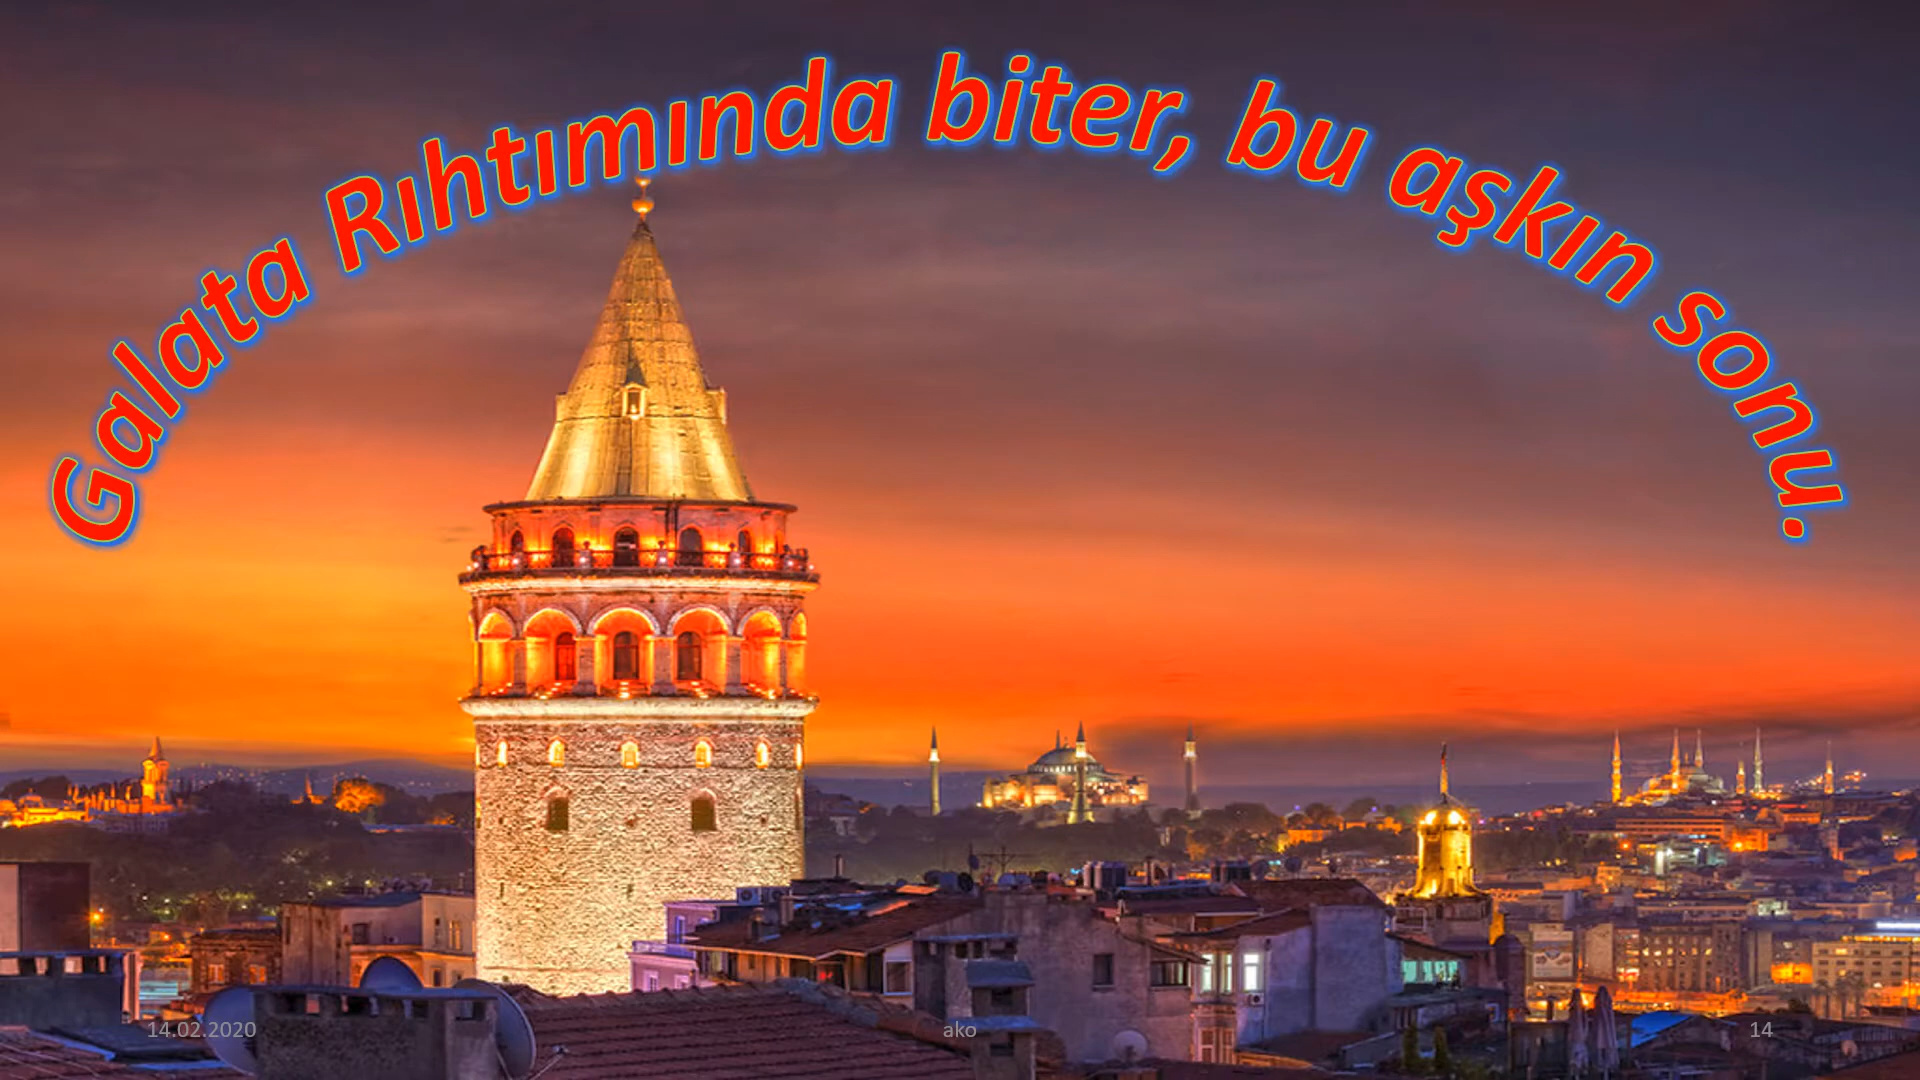 Galata Rıhtımında biter, bu aşkın sonu.
14.02.2020 ako 14